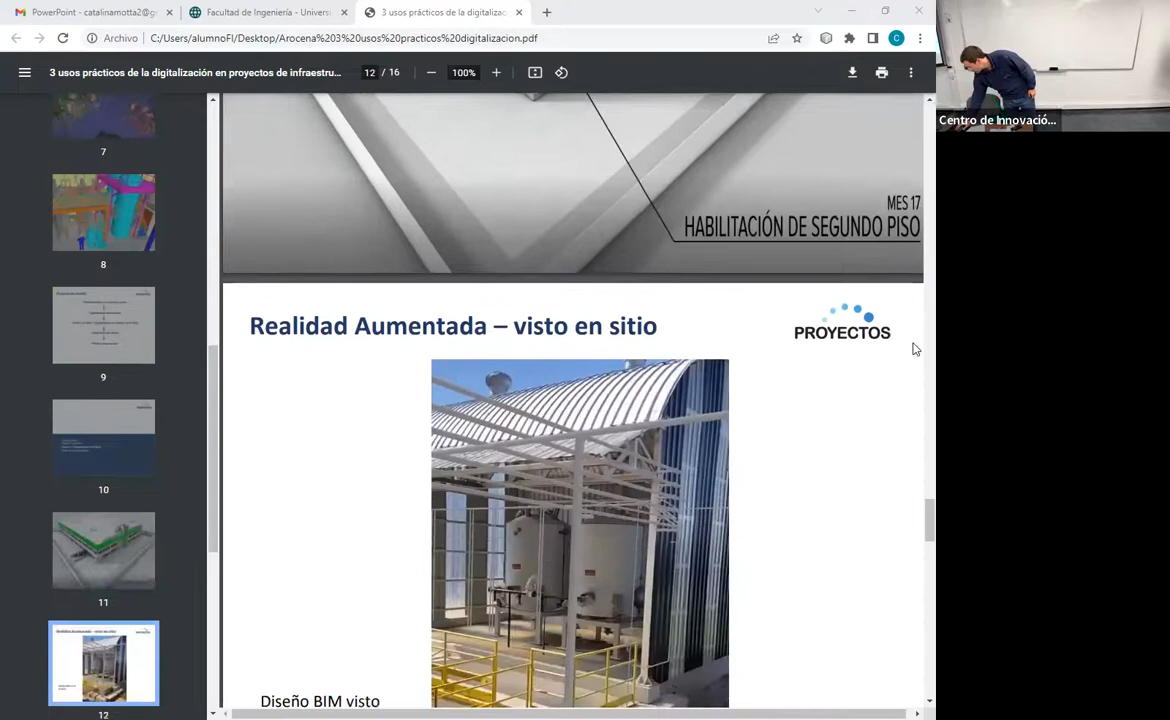 PowerPoint - catalinamotta2@g
Facultad de Ingeniería - Universi
3 usos prácticos de la digitalizac
Archivo
C:/Users/alumnoFI/Desktop/Arocena%203%20usos%20practicos%20digitalizacion.pdf
C
3 usos prácticos de la digitalización en proyectos de infraestru...
12 / 16
100%
Centro de Innovació...
7
8
9
10
11
12
MES 17
HABILITACIÓN DE SEGUNDO PISO
Realidad Aumentada – visto en sitio
PROYECTOS
Diseño BIM visto